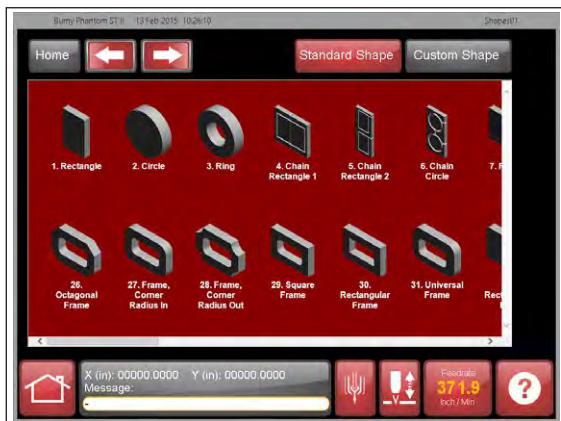 Burny Phantom ST II 13 Feb 2015 10:26:10
ShapesUI1
Home
Standard Shape
Custom Shape
1. Rectangle
2. Circle
3. Ring
4. Chain
Rectangle 1
5. Chain
Rectangle 2
6. Chain
Circle
26.
Octagonal
Frame
27. Frame,
Corner
Radius In
28. Frame,
Corner
Radius Out
29. Square
Frame
30.
Rectangular
Frame
31. Universal
Frame
X (in): 00000.0000 Y (in): 00000.0000
Message:
-
Feedrate
371.9
Inch / Min
?